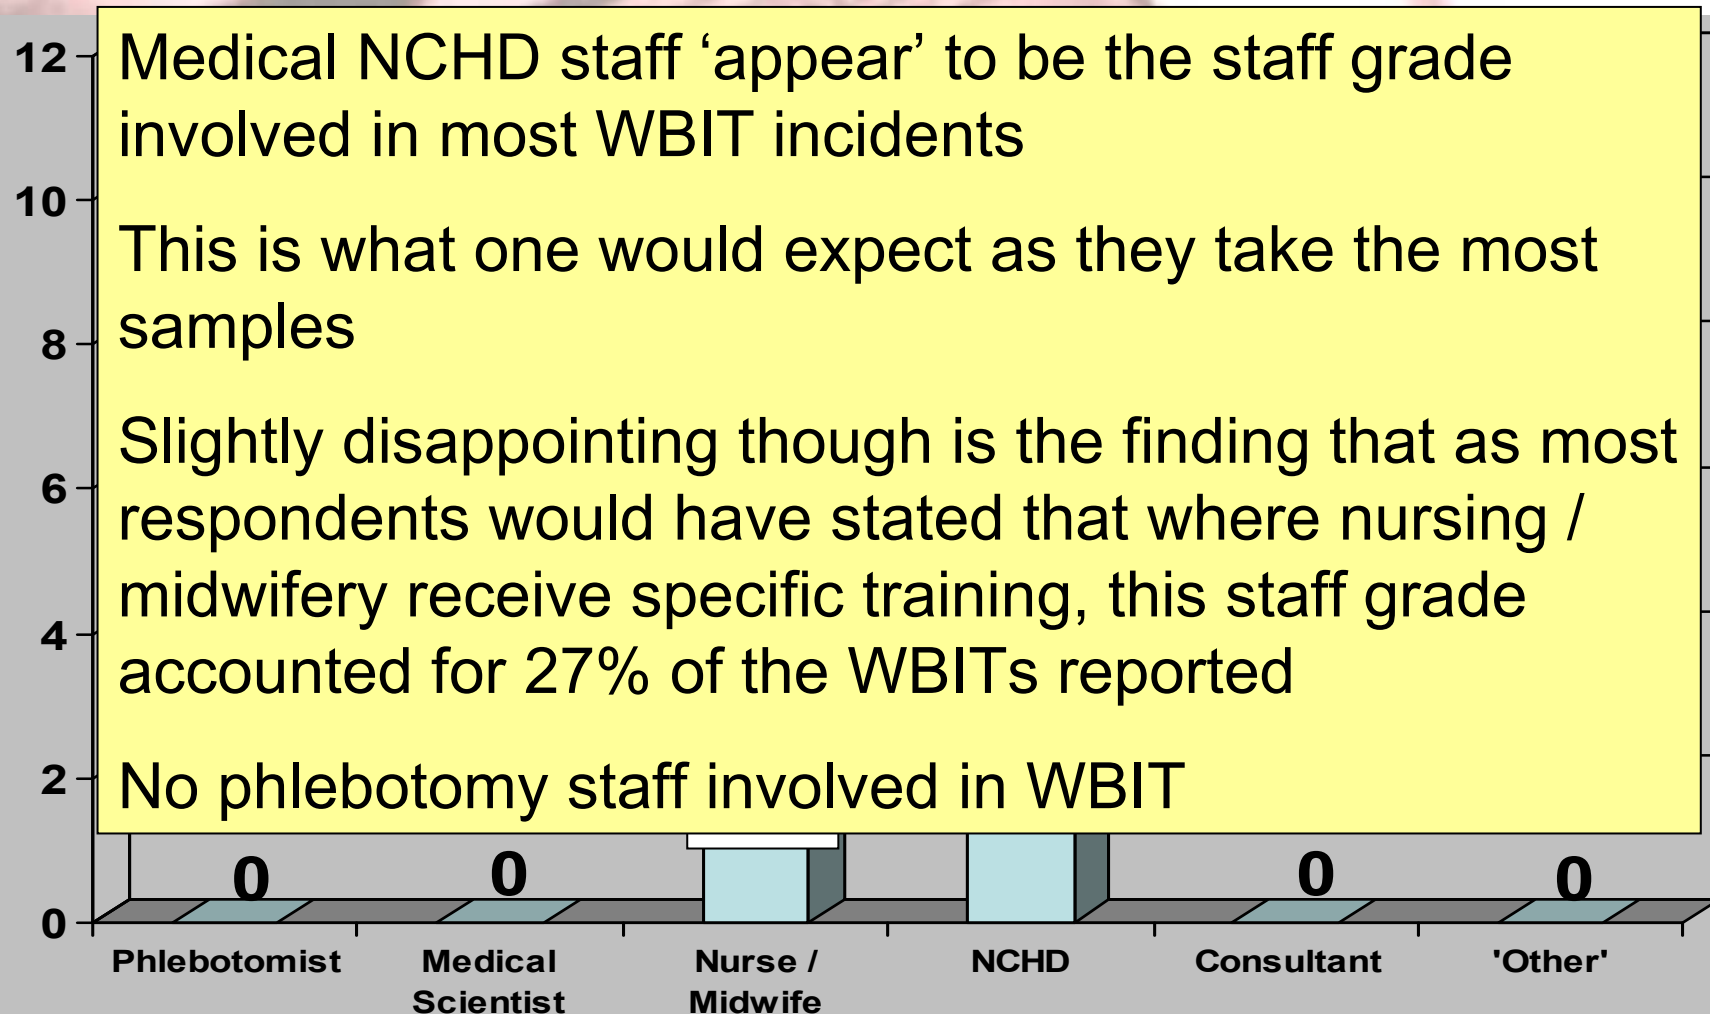 12
Medical NCHD staff ‘appear’ to be the staff grade
involved in most WBIT incidents
10
This is what one would expect as they take the most
samples
8
Slightly disappointing though is the finding that as most
6
respondents would have stated that where nursing /
midwifery receive specific training, this staff grade
4
accounted for 27% of the WBITs reported
2
No phlebotomy staff involved in WBIT
0 0 0 0
0
Phlebotomist Medical Nurse / NCHD Consultant 'Other'
Scientist Midwife